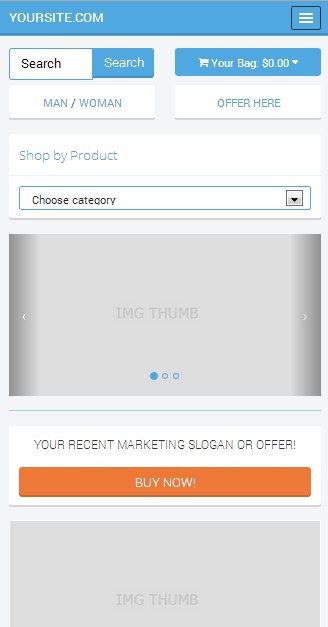 YOURSITE.COM
Search Search
Your Bag: $0.00
MAN / WOMAN
OFFER HERE
Shop by Product
Choose category
IMG THUMB
YOUR RECENT MARKETING SLOGAN OR OFFER!
BUY NOW!
IMG THUMB